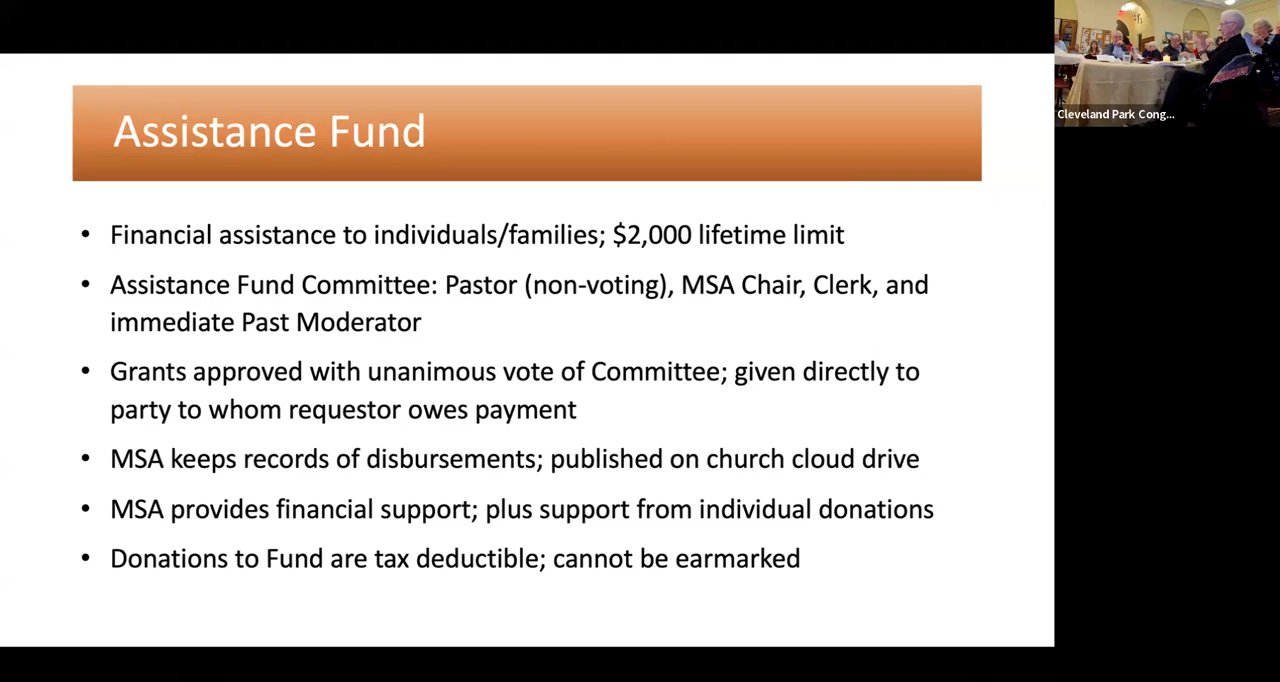 Assistance Fund
• Financial assistance to individuals/families; $2,000 lifetime limit
• Assistance Fund Committee: Pastor (non-voting), MSA Chair, Clerk, and
immediate Past Moderator
• Grants approved with unanimous vote of Committee; given directly to
party to whom requestor owes payment
• MSA keeps records of disbursements; published on church cloud drive
• MSA provides financial support; plus support from individual donations
• Donations to Fund are tax deductible; cannot be earmarked
Cleveland Park Cong...